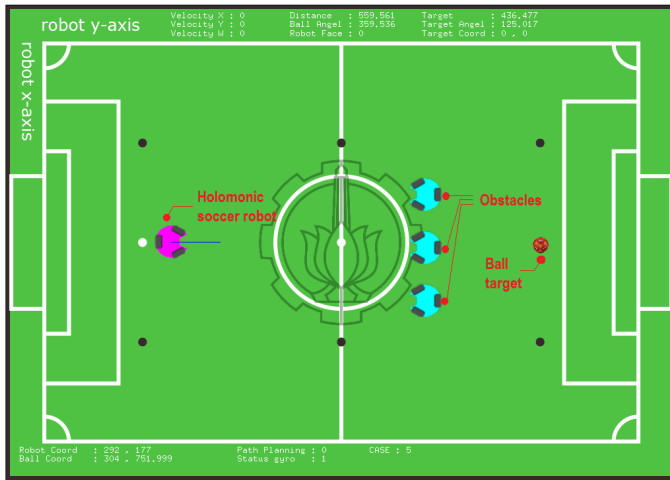 robot y-axis
Velocity X : 0
Velocity Y : 0
Velocity W : 0
Distance : 559,561
Ball Angel : 359.536
Robot Face : 0
Target : 436.477
Target Angel : 125.017
Target Coord : 0 , 0
robot x-axis
Holomonic
soccer robot
Obstacles
Ball
target
Robot Coord : 292 , 177
Ball Coord : 304 , 751.999
Path Planning : 0
Status gyro : 1
CASE : 5